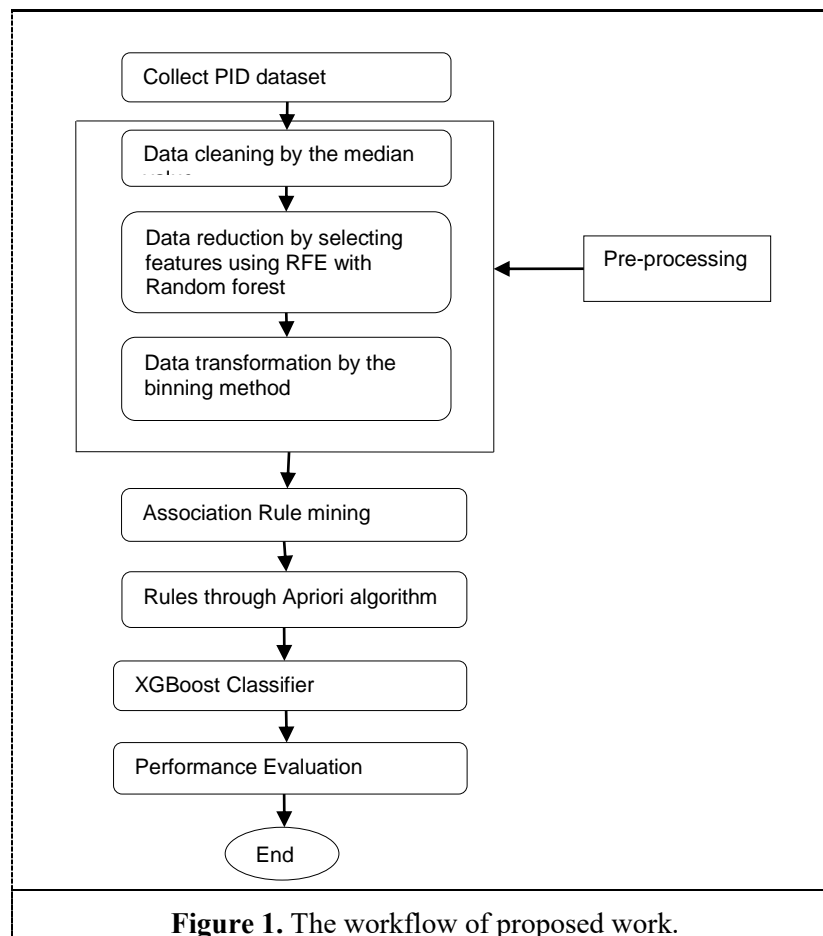 Collect PID dataset
Data cleaning by the median
Data reduction by selecting
features using RFE with
Random forest
Pre-processing
Data transformation by the
binning method
Association Rule mining
Rules through Apriori algorithm
XGBoost Classifier
Performance Evaluation
End
Figure 1. The workflow of proposed work.